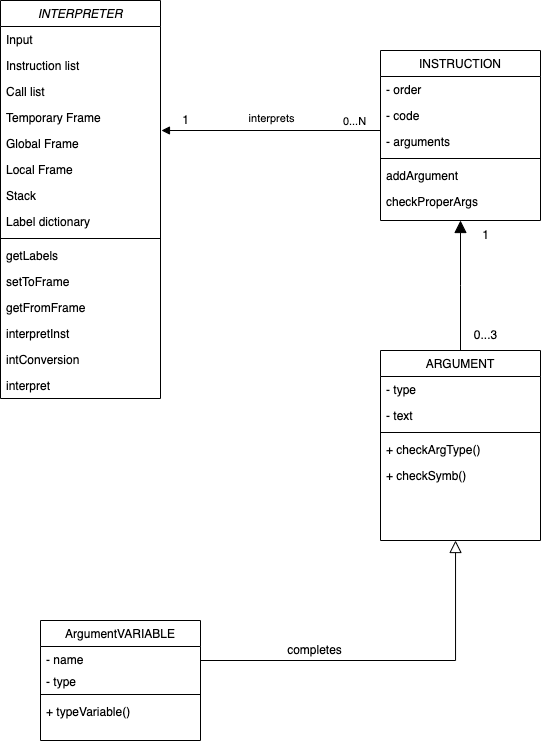 INTERPRETER
Input
Instruction list
Call list
Temporary Frame
Global Frame
Local Frame
Stack
Label dictionary
getLabels
setToFrame
getFromFrame
interpretInst
intConversion
interpret
1
interprets
0...N
INSTRUCTION
- order
- code
- arguments
addArgument
checkProperArgs
1
0...3
ARGUMENT
- type
- text
+ checkArgType()
+ checkSymb()
ArgumentVARIABLE
- name
- type
+ typeVariable()
completes